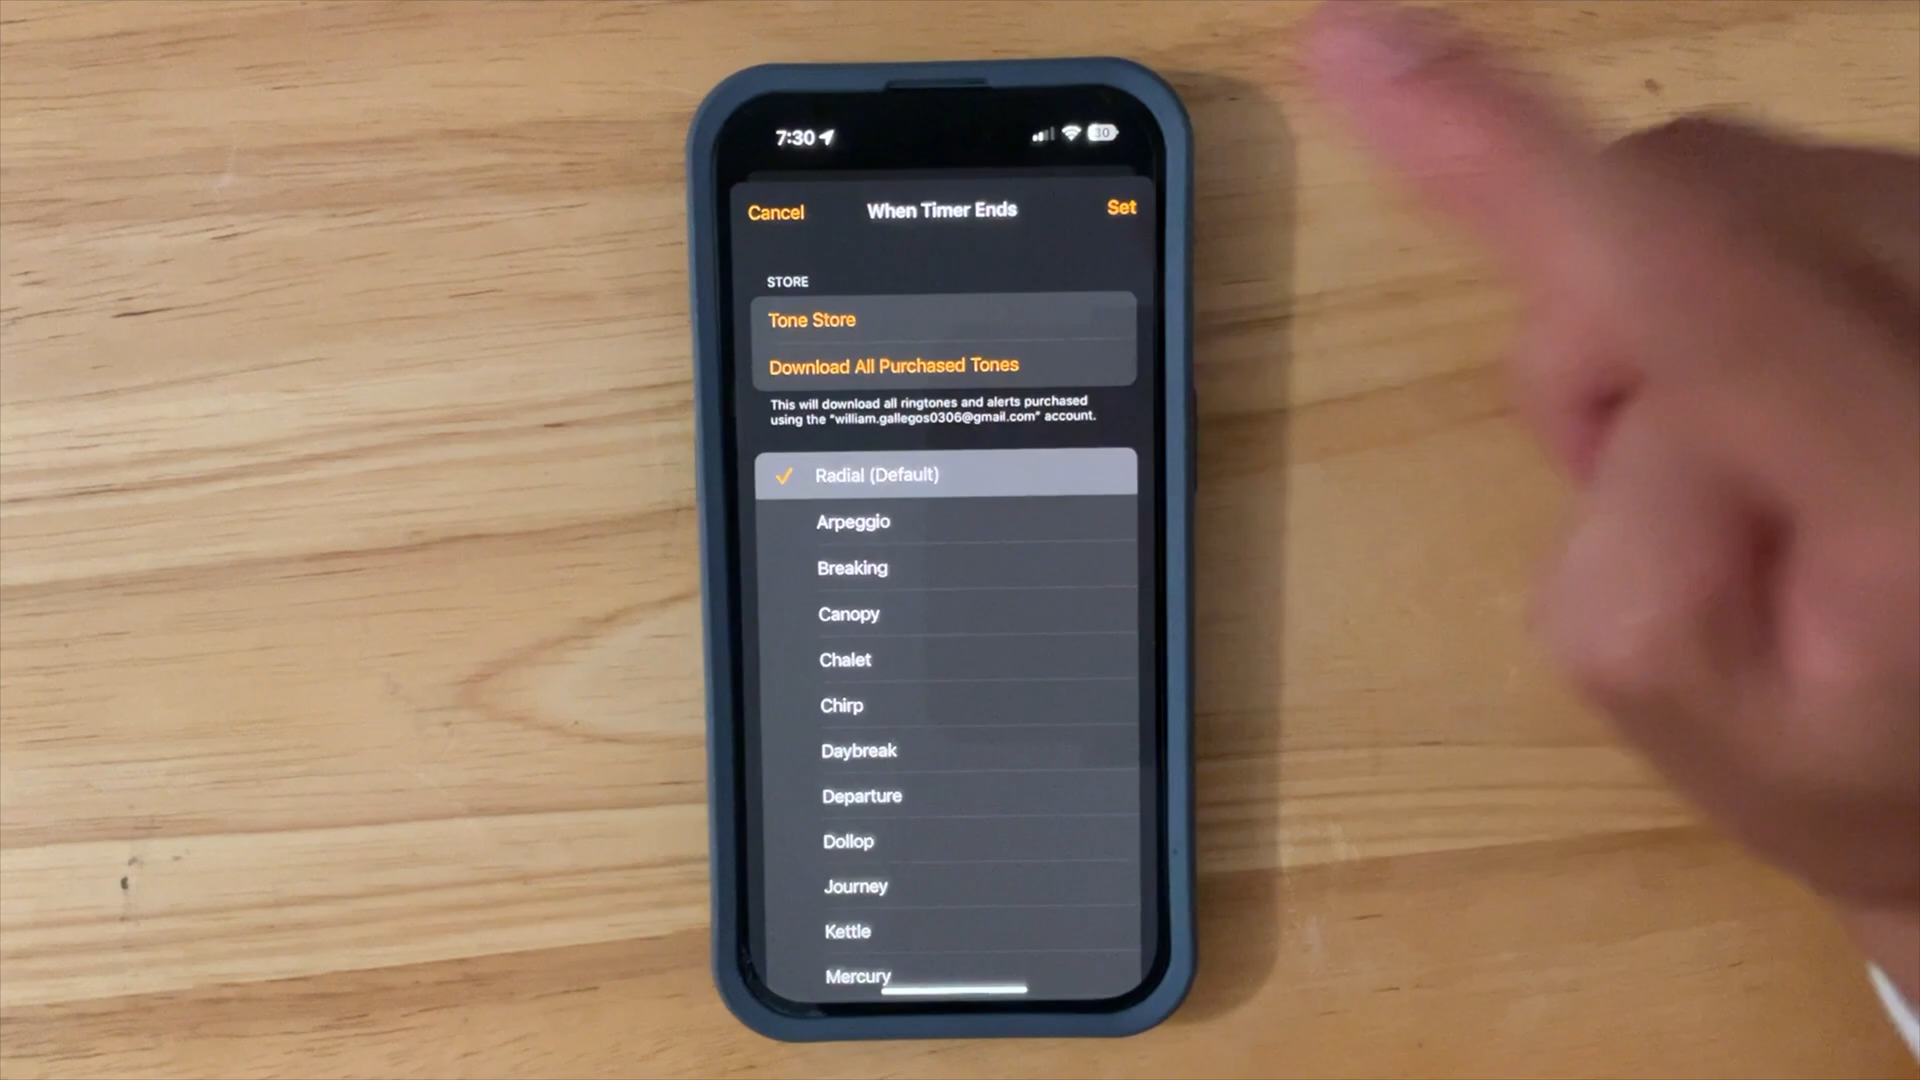 7:30
30
Cancel
When Timer Ends
Set
STORE
Tone Store
Download All Purchased Tones
This will download all ringtones and alerts purchased
using the "william.gallegos0306@gmail.com" account.
Radial (Default)
Arpeggio
Breaking
Canopy
Chalet
Chirp
Daybreak
Departure
Dollop
Journey
Kettle
Mercury